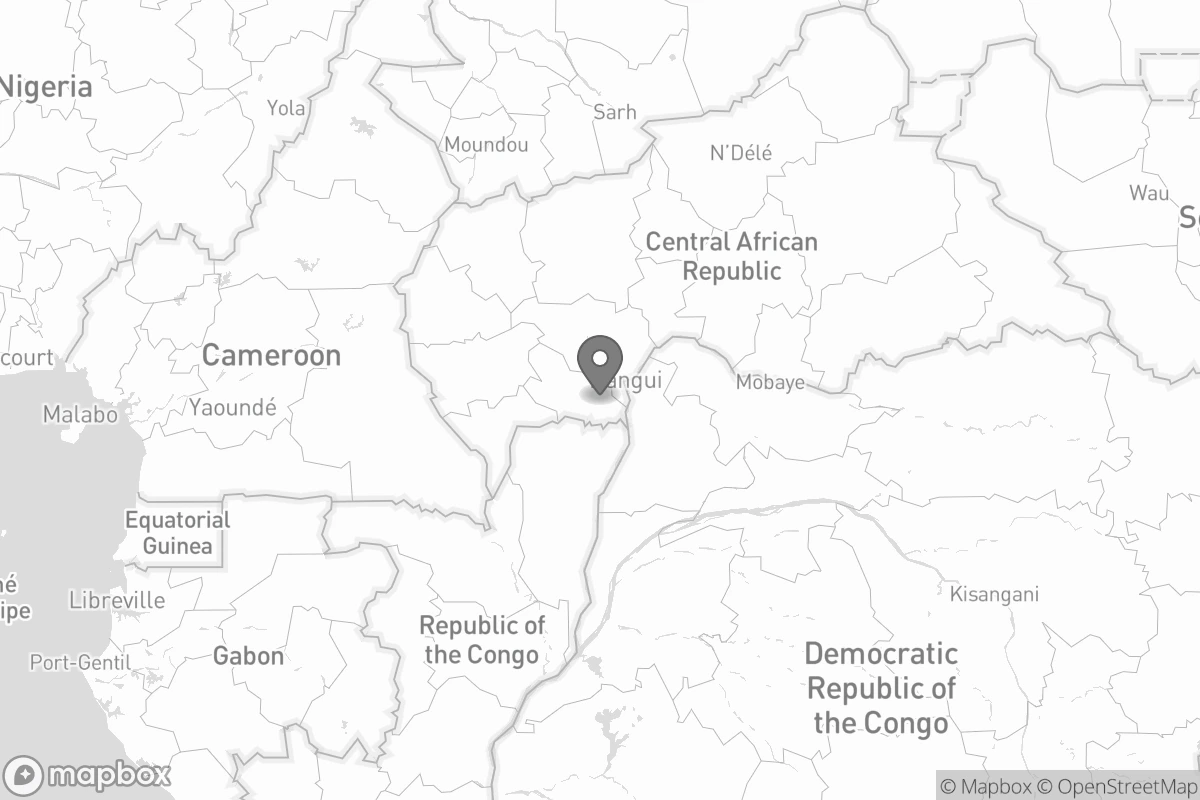 Nigeria
Yola
Sarh
Moundou
N'Délé
Wau
Central African
Republic
court
Cameroon
angui
Mobaye
Malabo
Yaoundé
Equatorial
Guinea
né
ipe
Libreville
Kisangani
Republic of
the Congo
Port-Gentil
Gabon
Democratic
Republic of
the Congo
mapbox
© Mapbox © OpenStreetMap